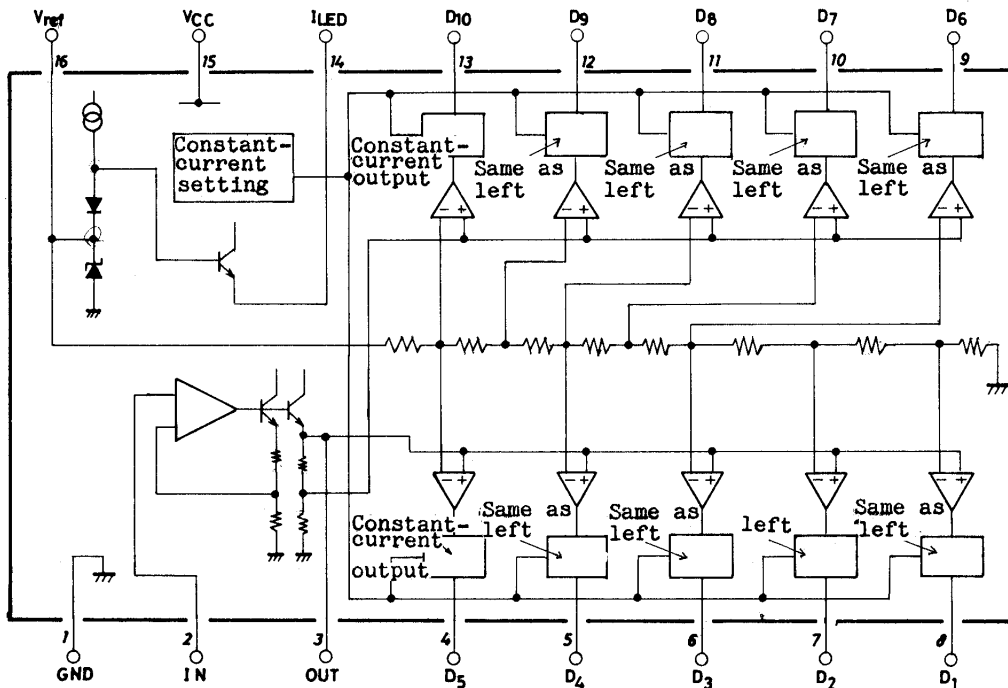 Vref VCC ILED D10 D9 D8 D7 D6
16 15 14 13 12 11 10 9
Constant-
current
setting
Constant-
current
output
Same as
left
Same as
left
Same as
left
Same as
left
- + - + - + - + - +
- + - + - + - + - +
Constant-
current
output
Same as
left
Same as
left
left
Same as
left
1 2 3 4 5 6 7 8
GND IN OUT D5 D4 D3 D2 D1